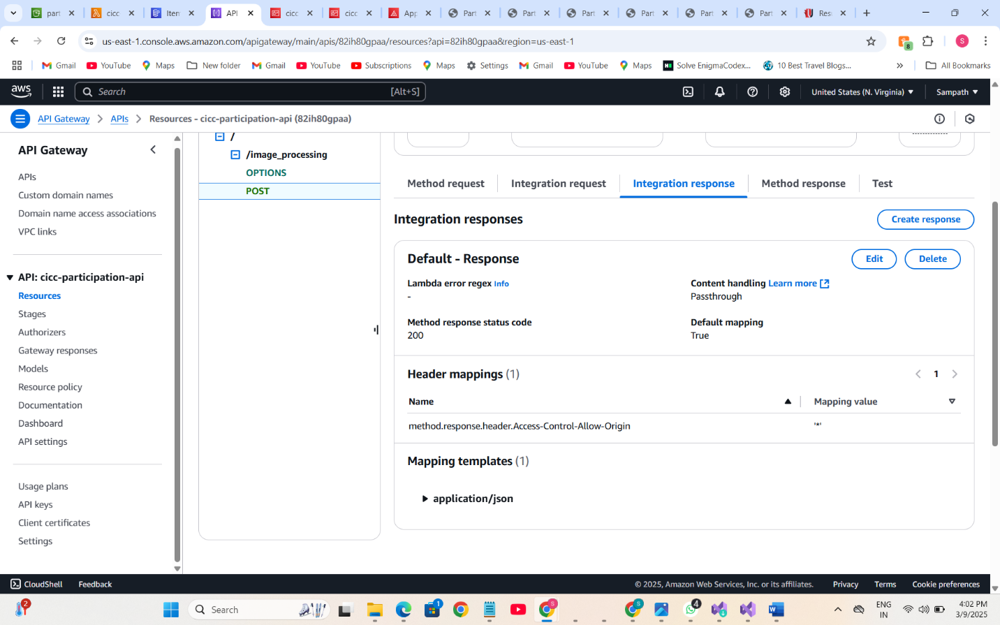 part
cicc
Item
API
cicc
cicc
App
Part
Part
Part
Part
Part
Part
Resu
us-east-1.console.aws.amazon.com/apigateway/main/apis/82ih80gpaa/resources?api=82ih80gpaa&region=us-east-1
8
S
Gmail
YouTube
Maps
New folder
Gmail
YouTube
Subscriptions
Maps
Settings
Gmail
YouTube
Maps
Solve EnigmaCodex...
10 Best Travel Blogs...
»
All Bookmarks
aws
Search
[Alt+S]
United States (N. Virginia)
Sampath
API Gateway
APIs
Resources - cicc-participation-api (82ih80gpaa)
API Gateway
APIs
Custom domain names
Domain name access associations
VPC links
API: cicc-participation-api
Resources
Stages
Authorizers
Gateway responses
Models
Resource policy
Documentation
Dashboard
API settings
Usage plans
API keys
Client certificates
Settings
/
/image_processing
OPTIONS
POST
Method request
Integration request
Integration response
Method response
Test
Integration responses
Create response
Default - Response
Edit
Delete
Lambda error regex Info
-
Content handling Learn more
Passthrough
Method response status code
200
Default mapping
True
Header mappings (1)
1
Name
Mapping value
method.response.header.Access-Control-Allow-Origin
'*'
Mapping templates (1)
application/json
CloudShell
Feedback
© 2025, Amazon Web Services, Inc. or its affiliates.
Privacy
Terms
Cookie preferences
2
Search
1
S
S
4
ENG
IN
4:02 PM
3/9/2025